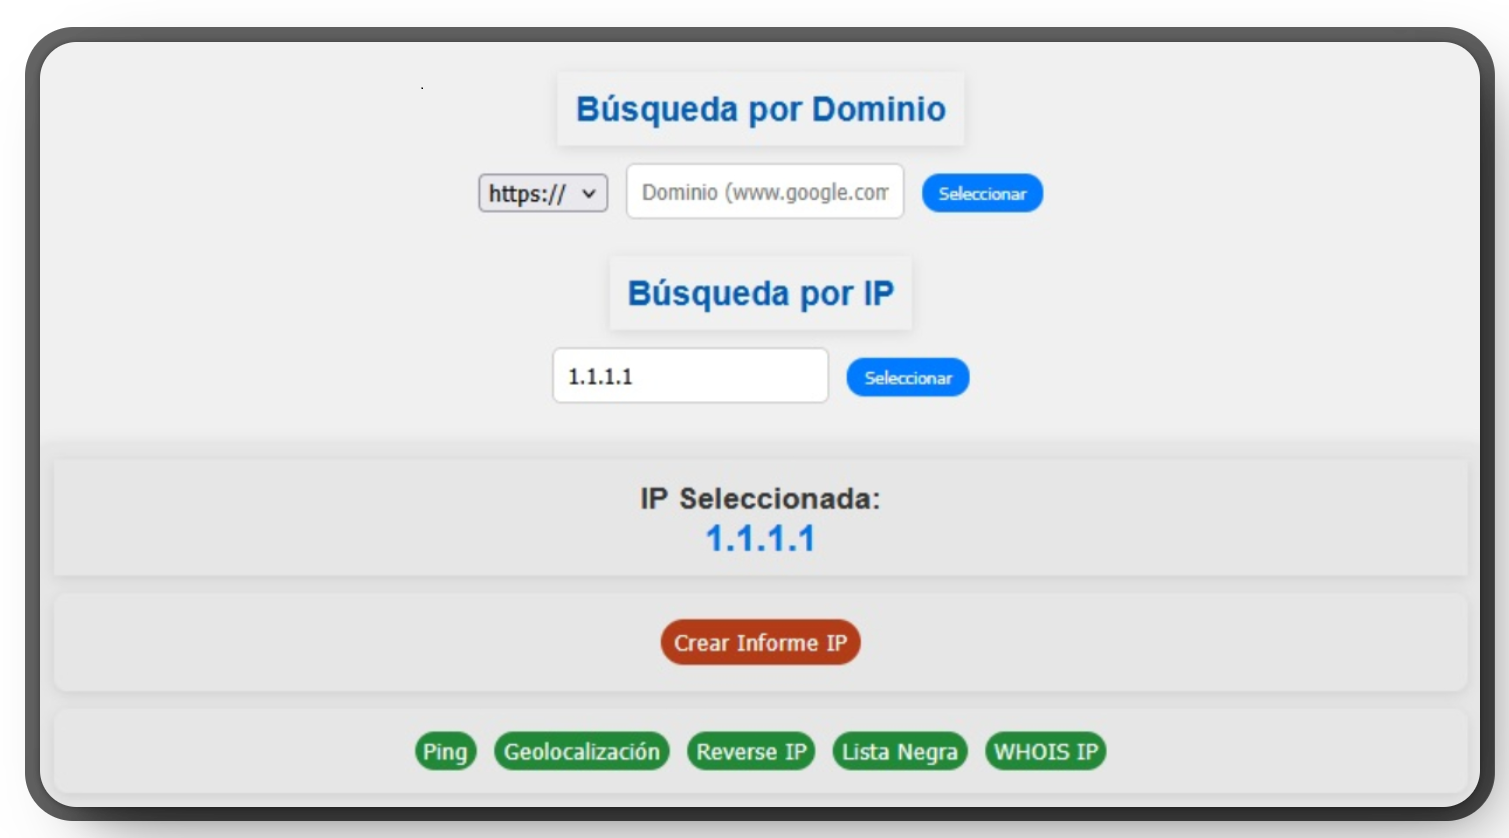 Búsqueda por Dominio
https://
Dominio (www.google.com
Seleccionar
Búsqueda por IP
1.1.1.1
Seleccionar
IP Seleccionada:
1.1.1.1
Crear Informe IP
Ping
Geolocalización
Reverse IP
Lista Negra
WHOIS IP